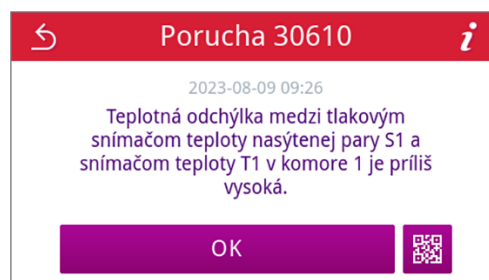 Porucha 30610
2023-08-09 09:26
Teplotná odchýlka medzi tlakovým
snímačom teploty nasýtenej pary S1 a
snímačom teploty T1 v komore 1 je príliš
vysoká.
OK